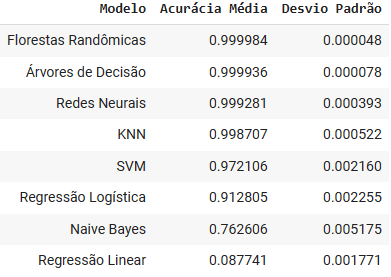 Modelo Acurácia Média Desvio Padrão
Florestas Randômicas 0.999984 0.000048
Árvores de Decisão 0.999936 0.000078
Redes Neurais 0.999281 0.000393
KNN 0.998707 0.000522
SVM 0.972106 0.002160
Regressão Logística 0.912805 0.002255
Naive Bayes 0.762606 0.005175
Regressão Linear 0.087741 0.001771